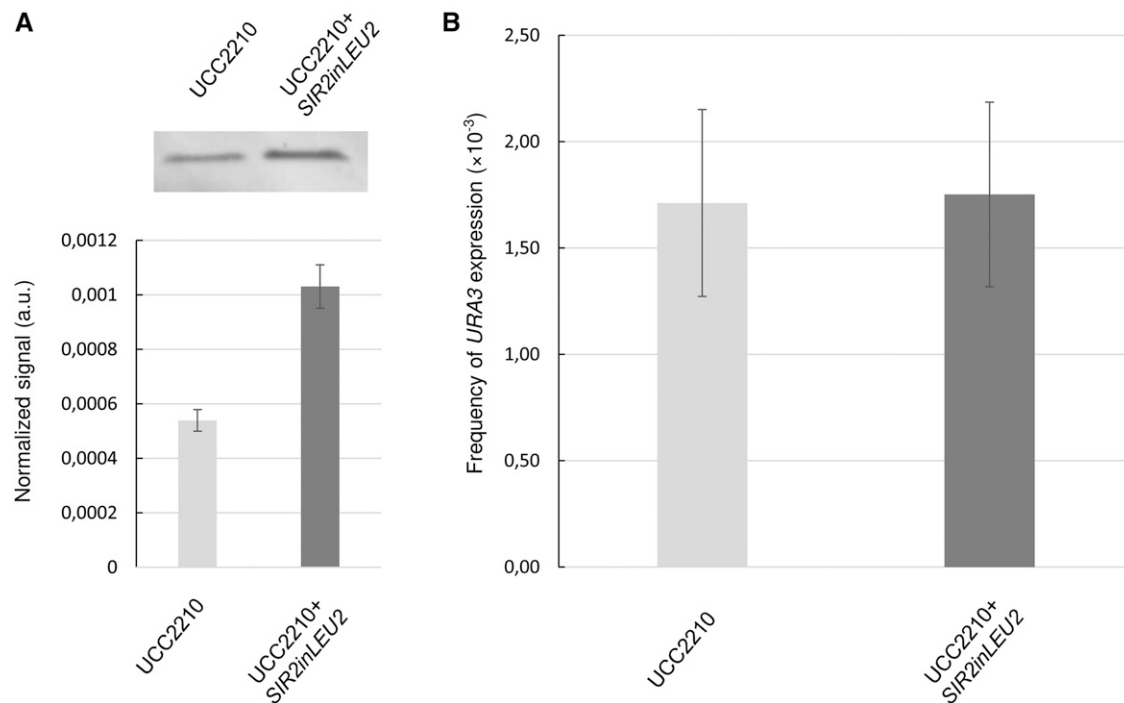 A
UCC2210
UCC2210+
SIR2inLEU2
Normalized signal (a.u.)
0,0012
0,001
0,0008
0,0006
0,0004
0,0002
0
UCC2210
UCC2210+
SIR2inLEU2
B
Frequency of URA3 expression (×10⁻³)
2,50
2,00
1,50
1,00
0,50
0,00
UCC2210
UCC2210+
SIR2inLEU2